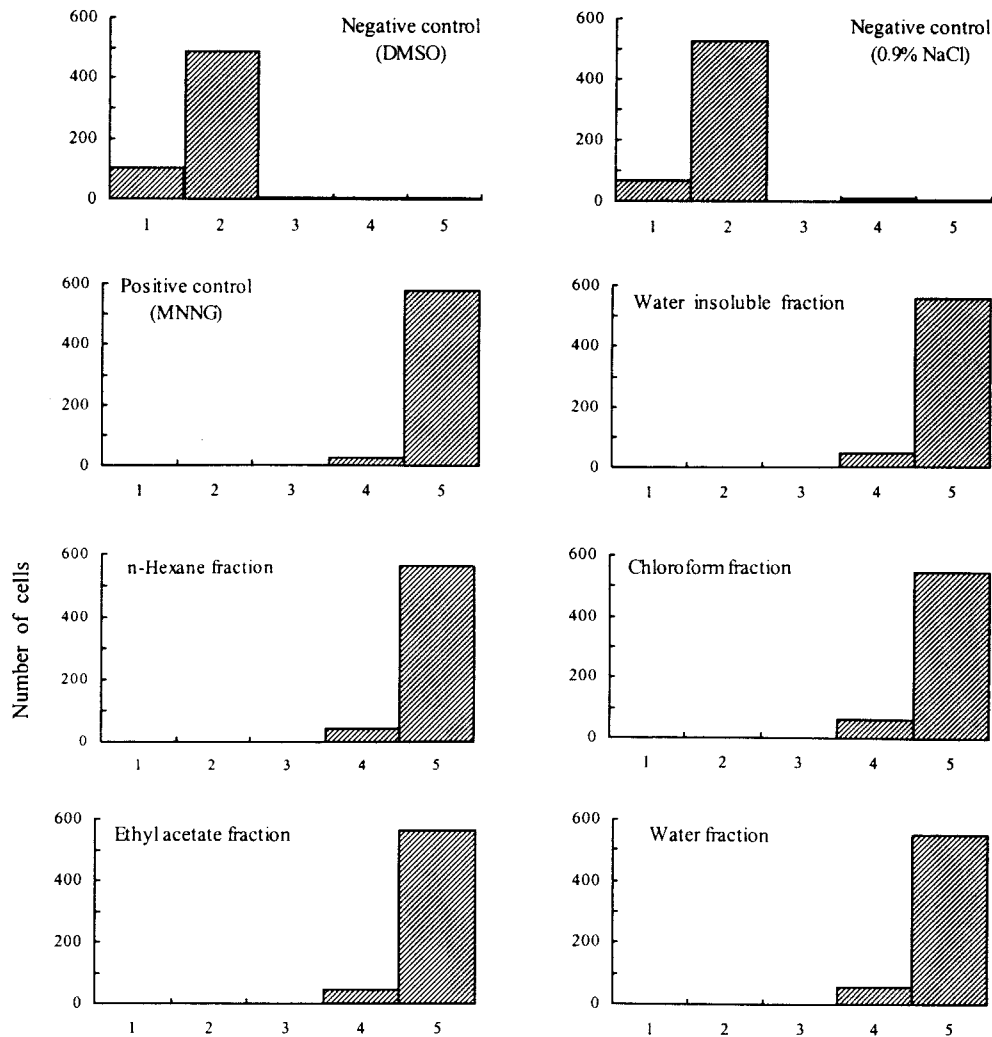 600
400
200
0
Negative control
(DMSO)
1 2 3 4 5
600
400
200
0
Negative control
(0.9% NaCl)
1 2 3 4 5
600
400
200
0
Positive control
(MNNG)
1 2 3 4 5
600
400
200
0
Water insoluble fraction
1 2 3 4 5
Number of cells
600
400
200
0
n-Hexane fraction
1 2 3 4 5
600
400
200
0
Chloroform fraction
1 2 3 4 5
600
400
200
0
Ethyl acetate fraction
1 2 3 4 5
600
400
200
0
Water fraction
1 2 3 4 5